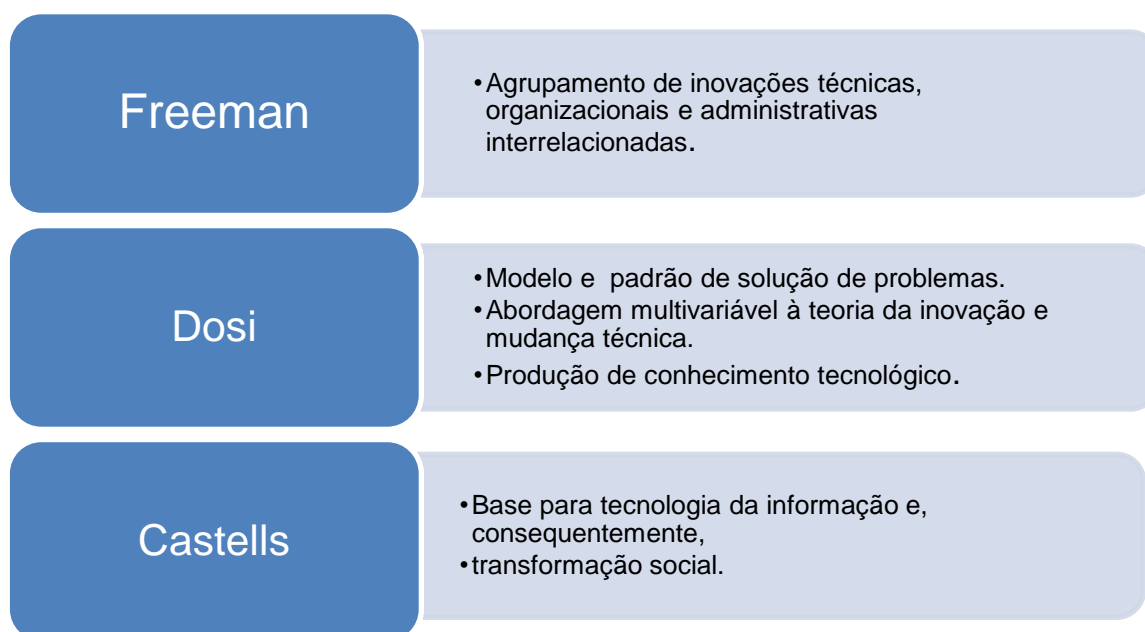 Freeman
•Agrupamento de inovações técnicas,
organizacionais e administrativas
interrelacionadas.
Dosi
•Modelo e padrão de solução de problemas.
•Abordagem multivariável à teoria da inovação e
mudança técnica.
•Produção de conhecimento tecnológico.
Castells
•Base para tecnologia da informação e,
consequentemente,
•transformação social.